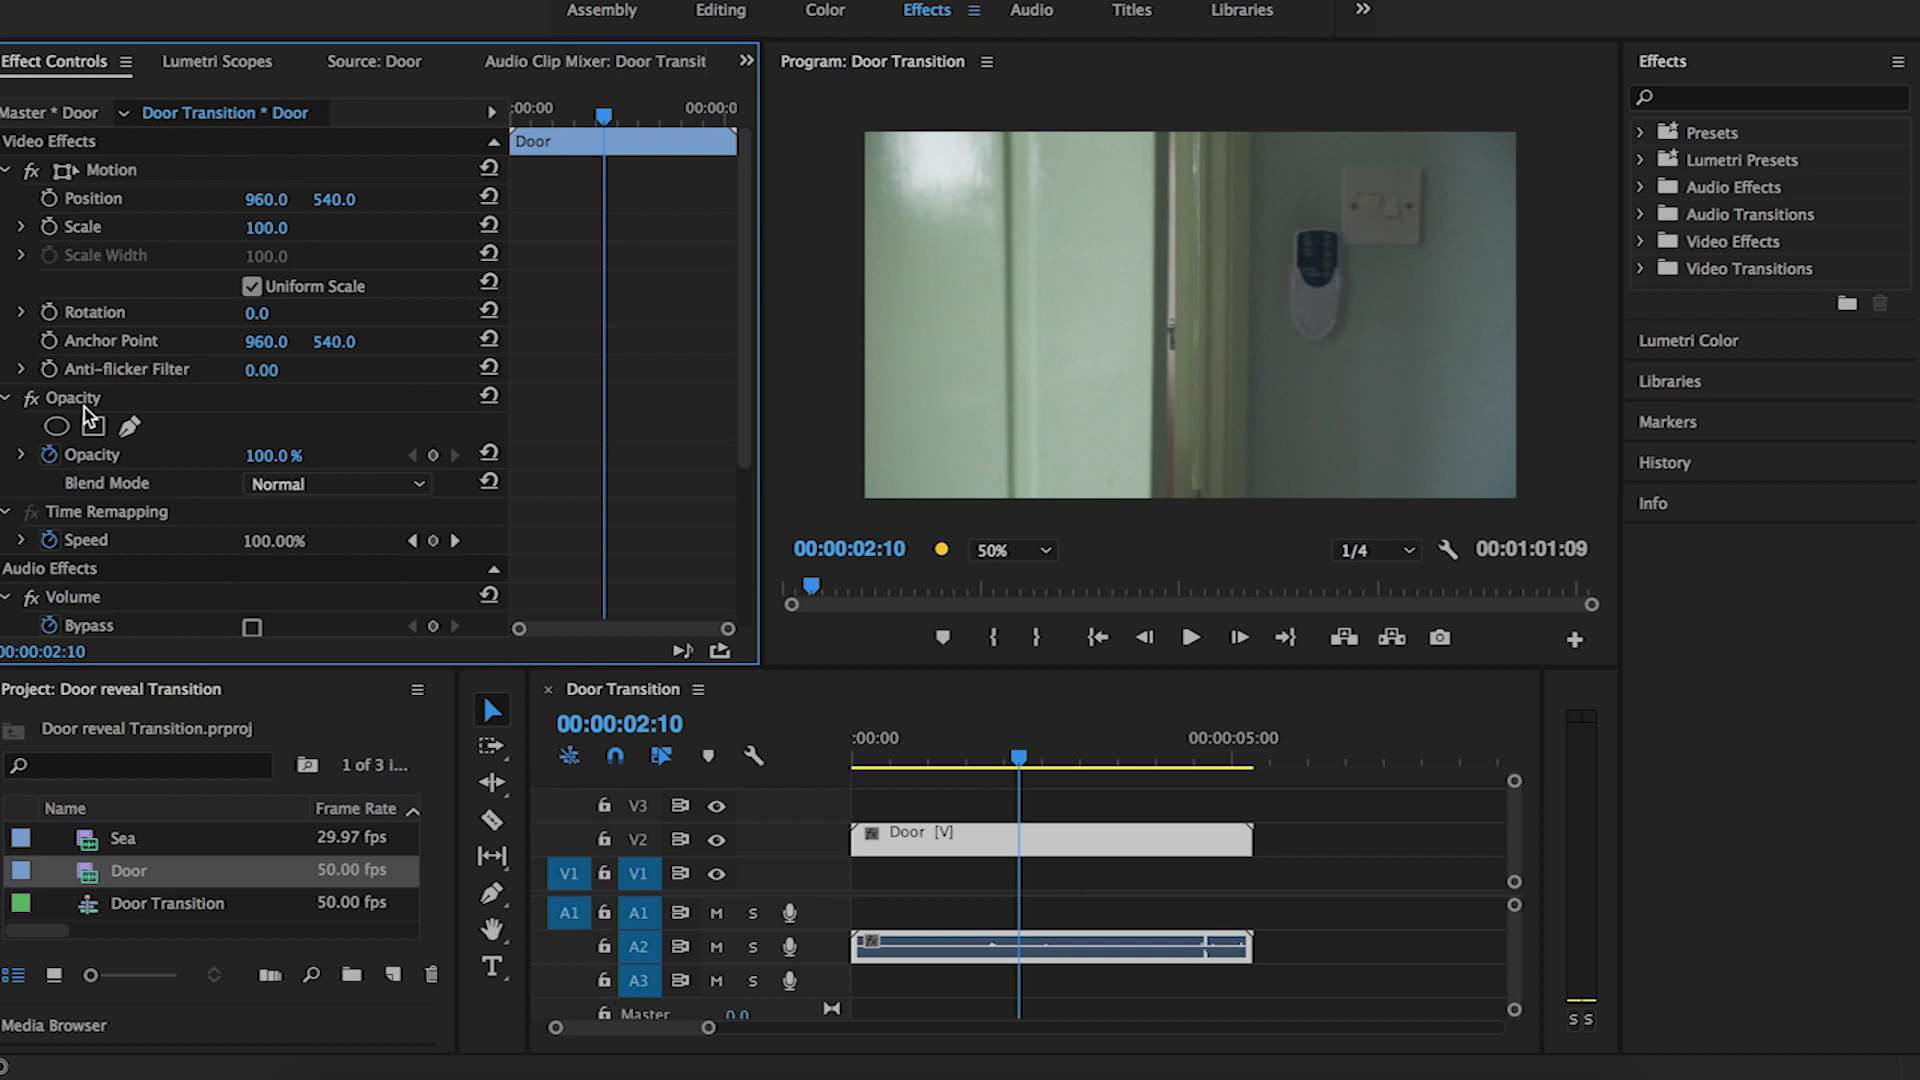 Assembly Editing Color Effects Audio Titles Libraries
Effect Controls Lumetri Scopes Source: Door Audio Clip Mixer: Door Transit
Program: Door Transition
Effects
Master * Door Door Transition * Door
:00:00 00:00:0
Video Effects
Door
fx Motion
Position 960.0 540.0
Scale 100.0
Scale Width 100.0
Uniform Scale
Rotation 0.0
Anchor Point 960.0 540.0
Anti-flicker Filter 0.00
fx Opacity
Opacity 100.0 %
Blend Mode Normal
fx Time Remapping
Speed 100.00%
Audio Effects
fx Volume
Bypass
00:00:02:10
00:00:02:10 50% 1/4 00:01:01:09
Presets
Lumetri Presets
Audio Effects
Audio Transitions
Video Effects
Video Transitions
Lumetri Color
Libraries
Markers
History
Info
Project: Door reveal Transition
Door reveal Transition.prproj
1 of 3 i...
Name Frame Rate
Sea 29.97 fps
Door 50.00 fps
Door Transition 50.00 fps
Media Browser
T
× Door Transition
00:00:02:10
:00:00 00:00:05:00
V3
V2
fx Door [V]
V1 V1
A1 A1 M S
A2 M S
fx
A3 M S
Master 0.0
S S